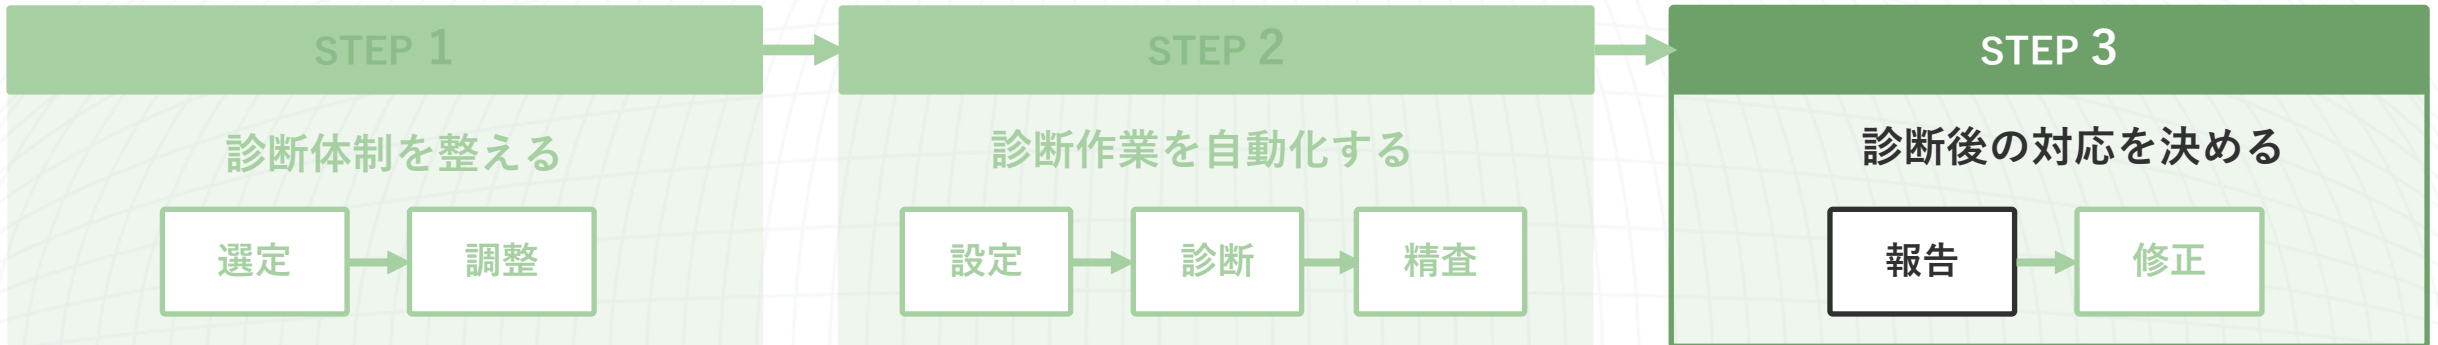 STEP 1
診断体制を整える
選定
調整
STEP 2
診断作業を自動化する
設定
診断
精査
STEP 3
診断後の対応を決める
報告
修正